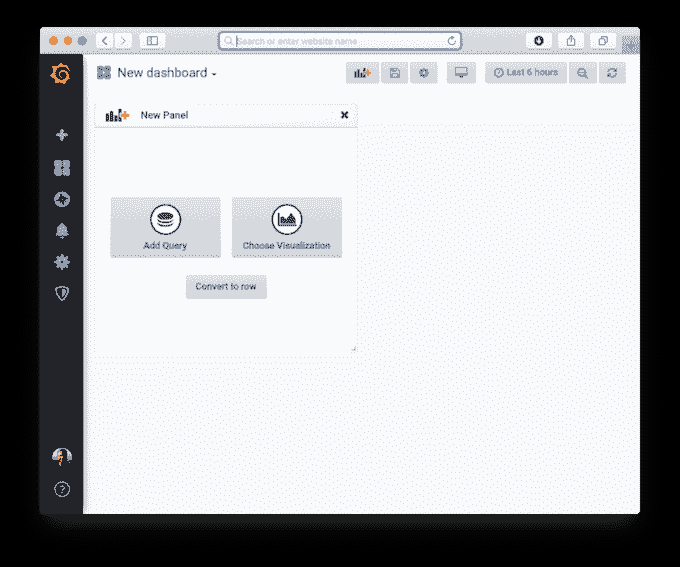 Search or enter website name
New dashboard
Last 6 hours
New Panel
Add Query
Choose Visualization
Convert to row